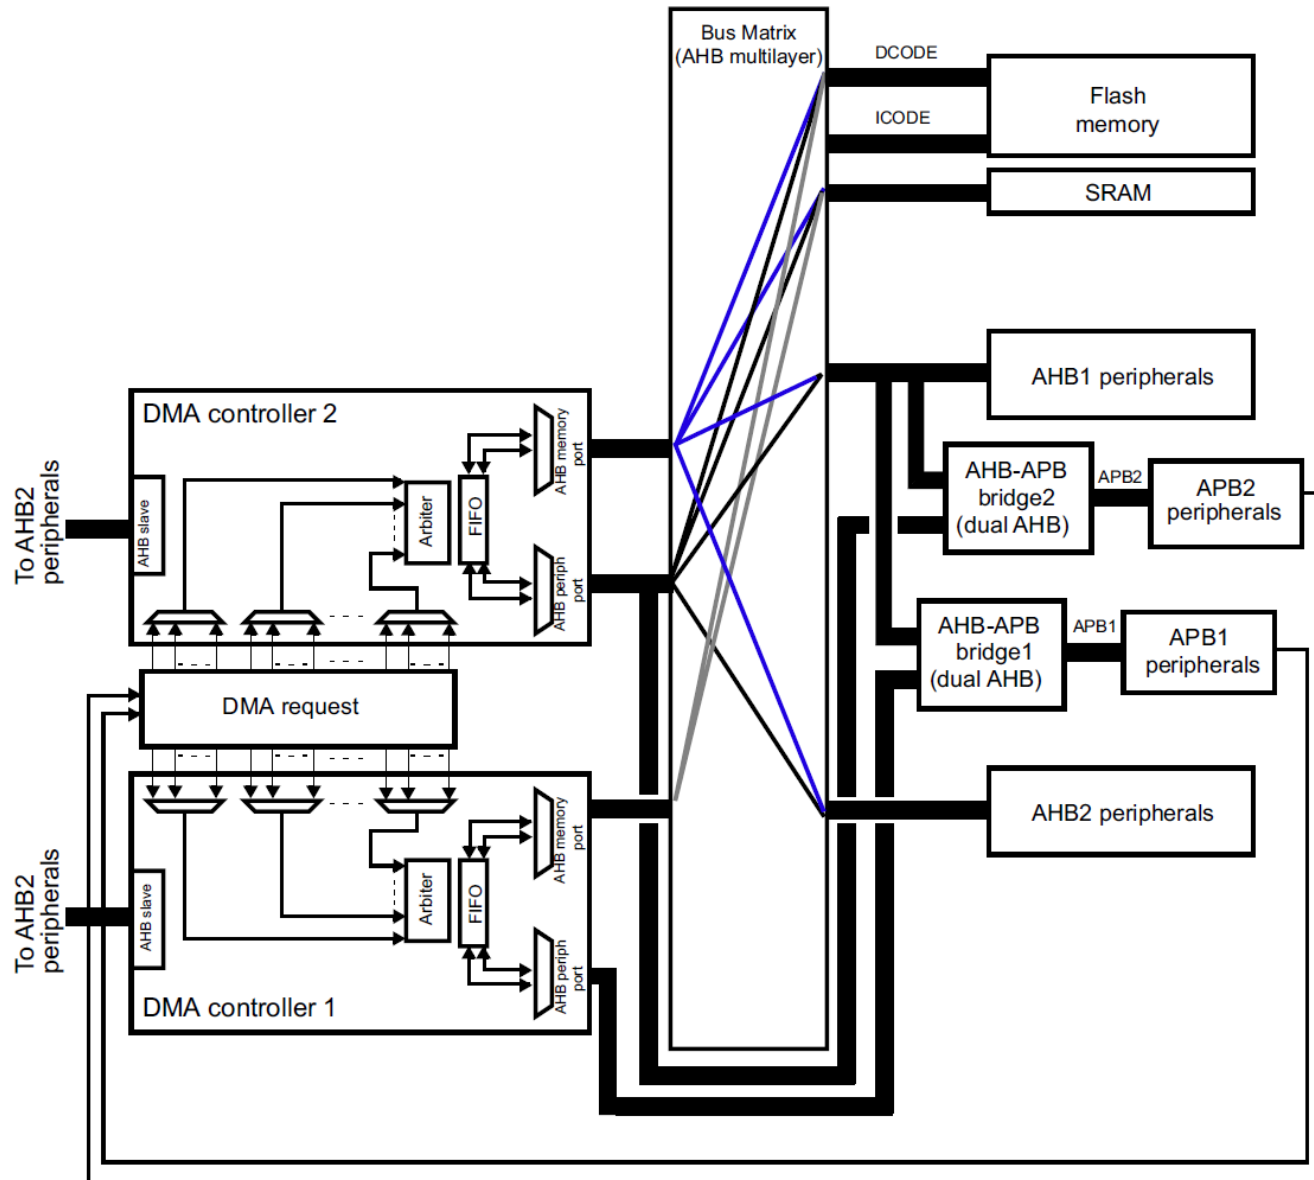 Bus Matrix
(AHB multilayer)
DCODE
ICODE
Flash
memory
SRAM
AHB1 peripherals
DMA controller 2
To AHB2
peripherals
AHB slave
Arbiter
FIFO
AHB memory
port
AHB periph
port
AHB-APB
bridge2
(dual AHB)
APB2
APB2
peripherals
AHB-APB
bridge1
(dual AHB)
APB1
APB1
peripherals
DMA request
AHB2 peripherals
To AHB2
peripherals
AHB slave
Arbiter
FIFO
AHB memory
port
AHB periph
port
DMA controller 1